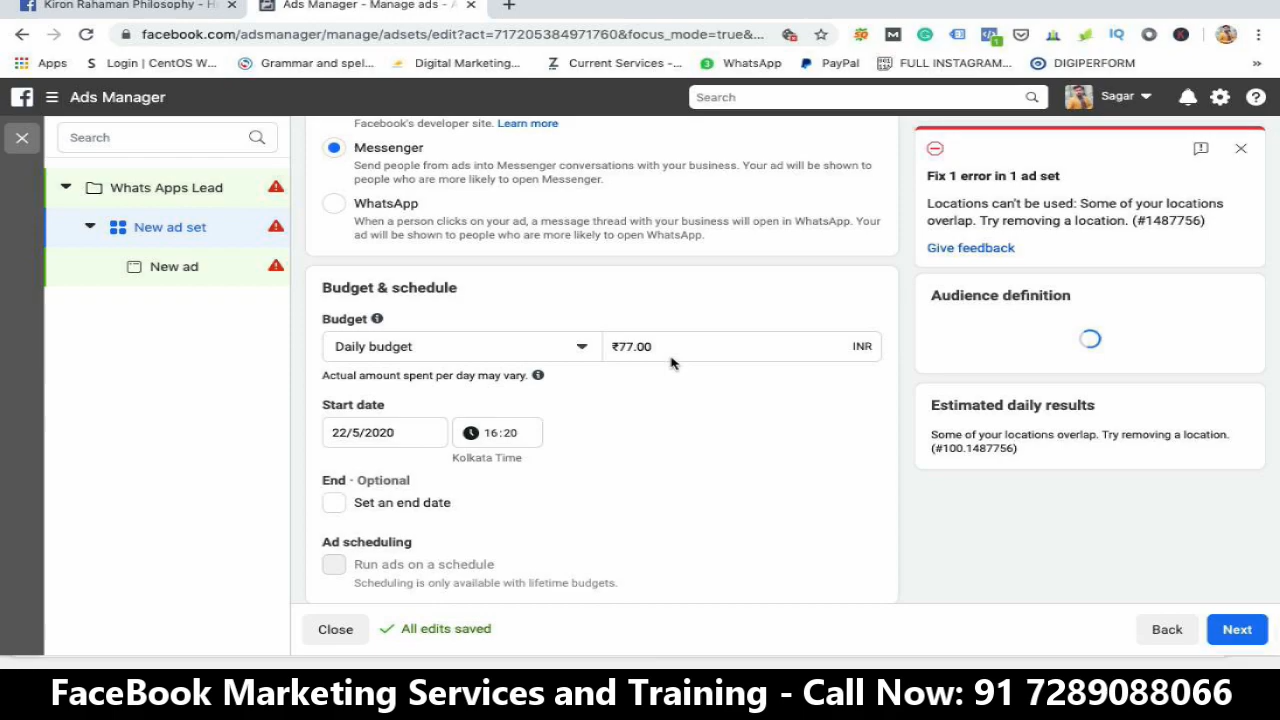 Kiron Rahaman Philosophy - H
Ads Manager - Manage ads - A
facebook.com/adsmanager/manage/adsets/edit?act=717205384971760&focus_mode=true&...
Apps
Login | CentOS W...
Grammar and spel...
Digital Marketing...
Current Services -...
WhatsApp
PayPal
FULL INSTAGRAM...
DIGIPERFORM
»
Ads Manager
Search
Sagar
Search
Whats Apps Lead
New ad set
New ad
Facebook's developer site. Learn more
Messenger
Send people from ads into Messenger conversations with your business. Your ad will be shown to
people who are more likely to open Messenger.
WhatsApp
When a person clicks on your ad, a message thread with your business will open in WhatsApp. Your
ad will be shown to people who are more likely to open WhatsApp.
Budget & schedule
Budget
Daily budget
₹77.00
INR
Actual amount spent per day may vary.
Start date
22/5/2020
16:20
Kolkata Time
End · Optional
Set an end date
Ad scheduling
Run ads on a schedule
Scheduling is only available with lifetime budgets.
Close
All edits saved
Back
Next
Fix 1 error in 1 ad set
Locations can't be used: Some of your locations
overlap. Try removing a location. (#1487756)
Give feedback
Audience definition
Estimated daily results
Some of your locations overlap. Try removing a location.
(#100.1487756)
FaceBook Marketing Services and Training - Call Now: 91 7289088066